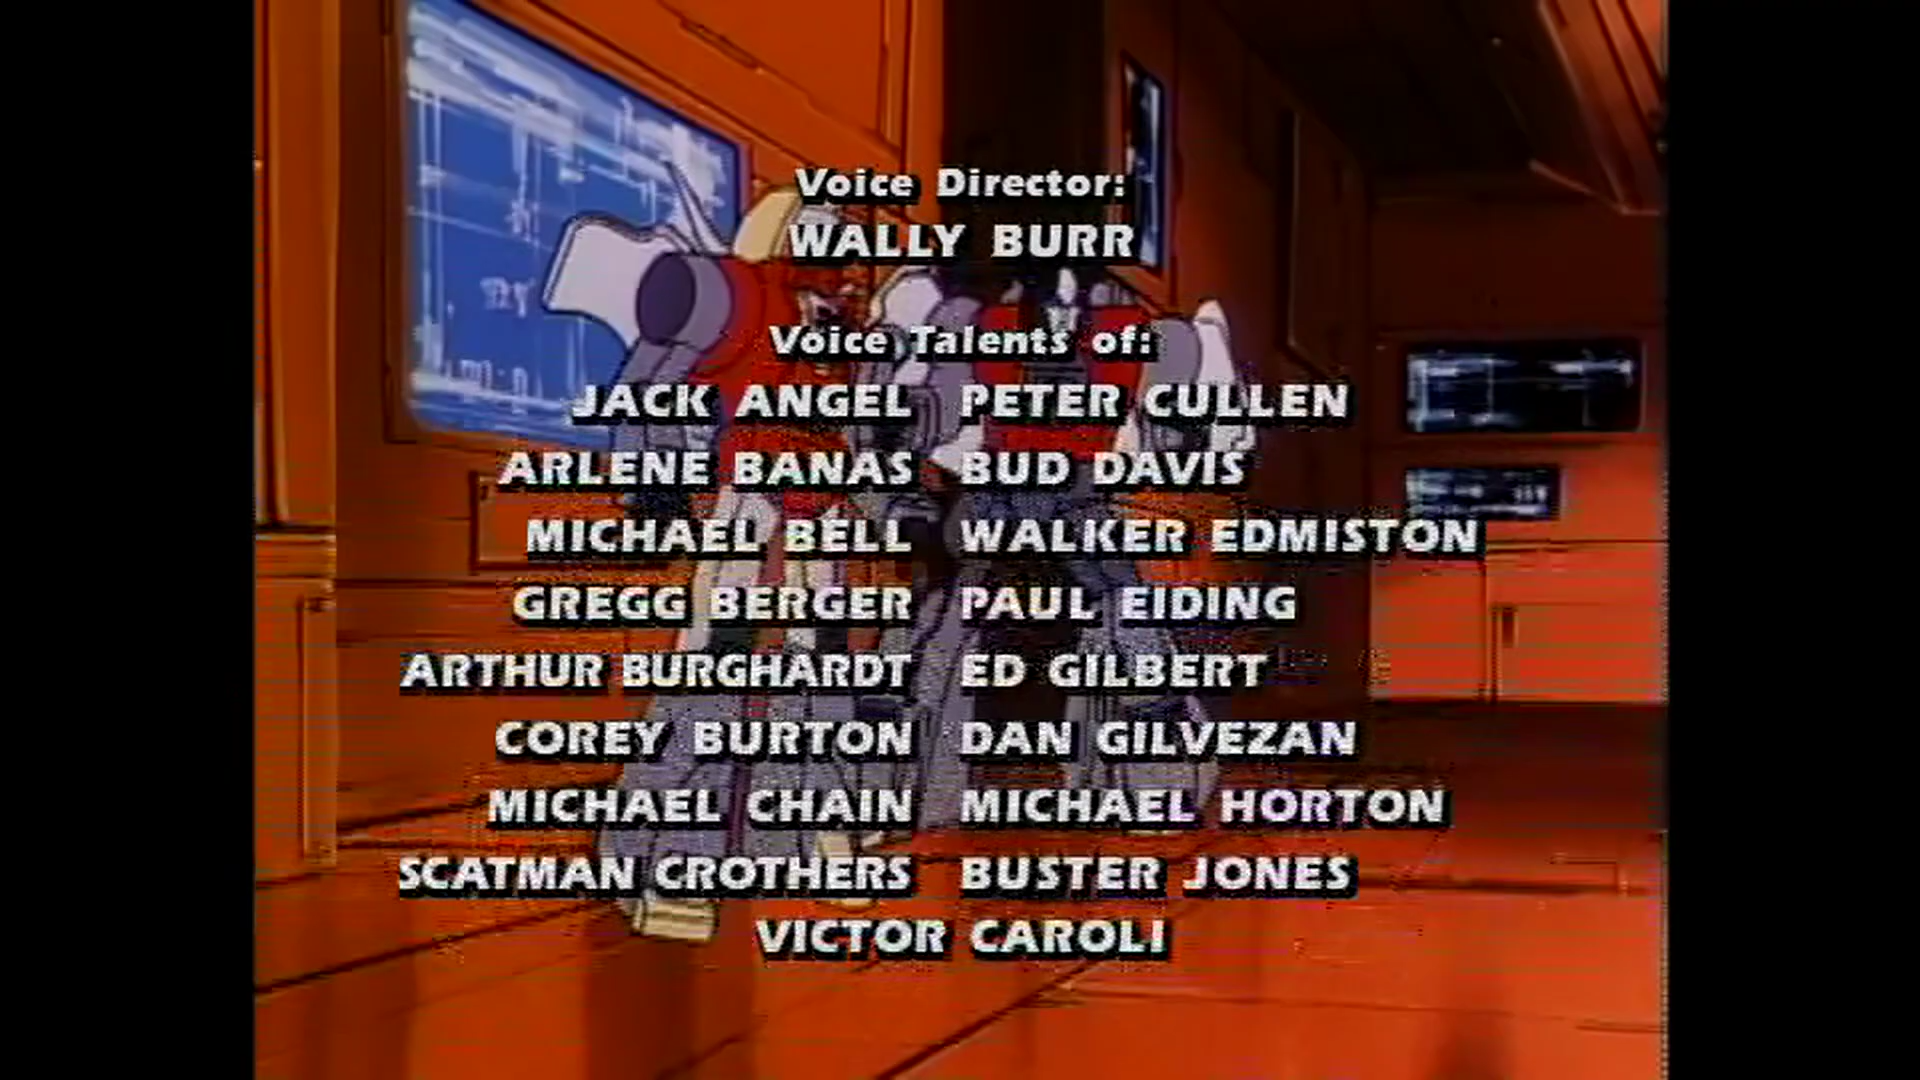 Voice Director:
WALLY BURR
Voice Talents of:
JACK ANGEL PETER CULLEN
ARLENE BANAS BUD DAVIS
MICHAEL BELL WALKER EDMISTON
GREGG BERGER PAUL EIDING
ARTHUR BURGHARDT ED GILBERT
COREY BURTON DAN GILVEZAN
MICHAEL CHAIN MICHAEL HORTON
SCATMAN CROTHERS BUSTER JONES
VICTOR CAROLI